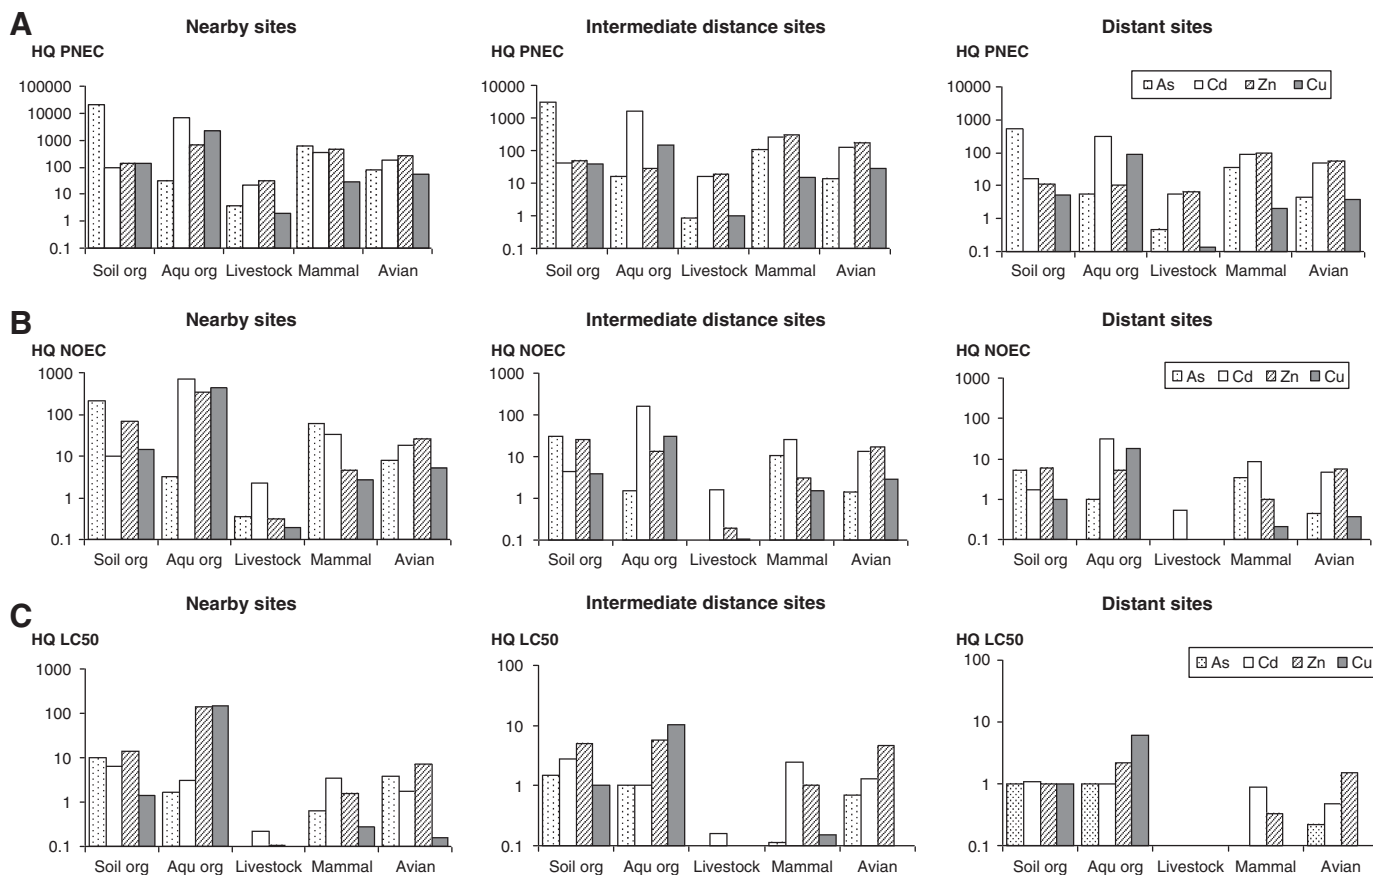 A
Nearby sites
Intermediate distance sites
Distant sites
HQ PNEC
HQ PNEC
HQ PNEC
As Cd Zn Cu
100000
10000
1000
100
10
1
0.1
Soil org Aqu org Livestock Mammal Avian
10000
1000
100
10
1
0.1
Soil org Aqu org Livestock Mammal Avian
10000
1000
100
10
1
0.1
Soil org Aqu org Livestock Mammal Avian
B
Nearby sites
Intermediate distance sites
Distant sites
HQ NOEC
HQ NOEC
HQ NOEC
As Cd Zn Cu
1000
100
10
1
0.1
Soil org Aqu org Livestock Mammal Avian
1000
100
10
1
0.1
Soil org Aqu org Livestock Mammal Avian
1000
100
10
1
0.1
Soil org Aqu org Livestock Mammal Avian
C
Nearby sites
Intermediate distance sites
Distant sites
HQ LC50
HQ LC50
HQ LC50
As Cd Zn Cu
1000
100
10
1
0.1
Soil org Aqu org Livestock Mammal Avian
100
10
1
0.1
Soil org Aqu org Livestock Mammal Avian
100
10
1
0.1
Soil org Aqu org Livestock Mammal Avian